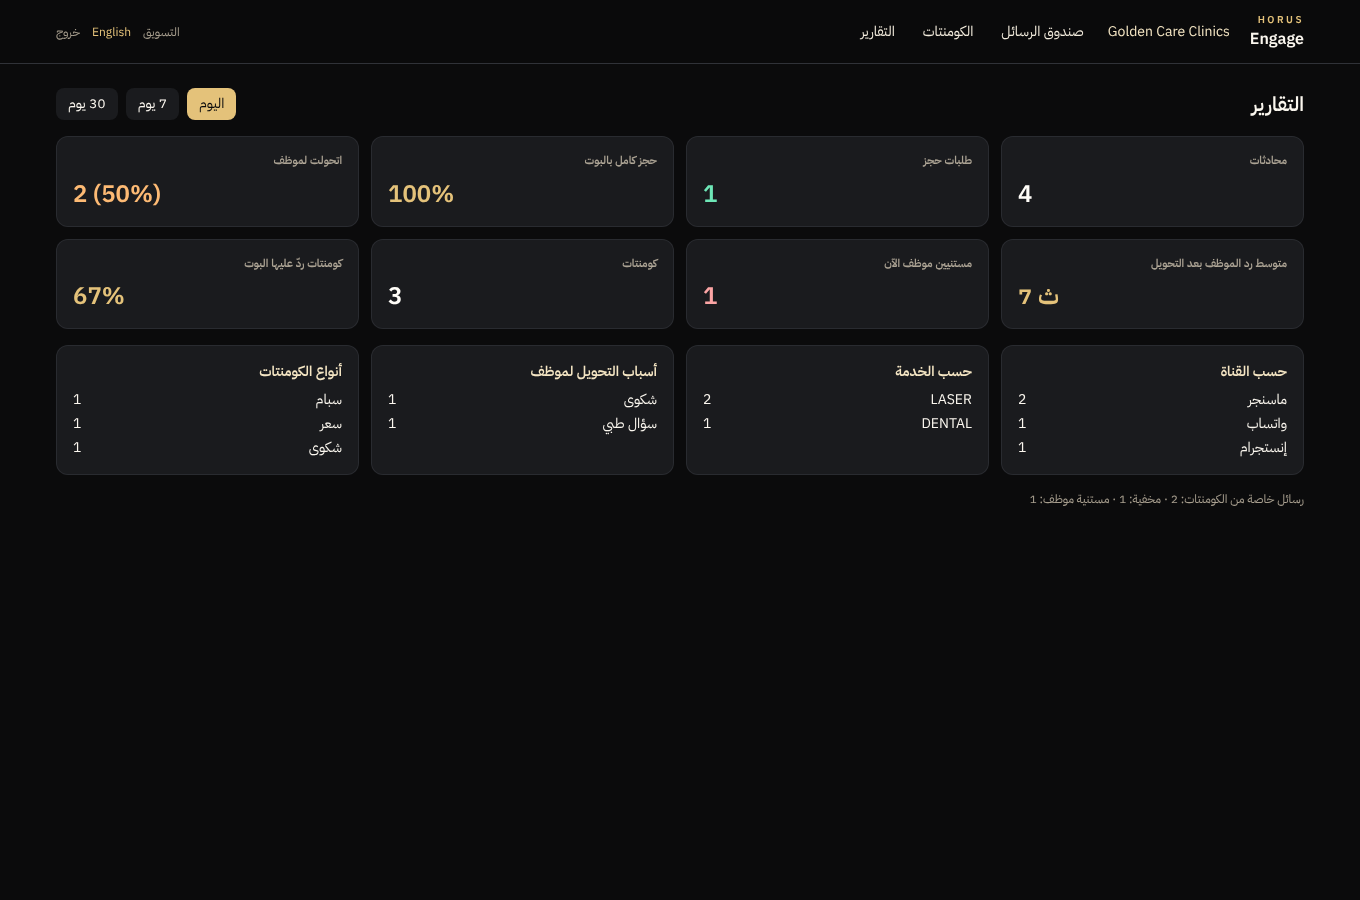 HORUS
Engage
Golden Care Clinics
صندوق الرسائل
الكومنتات
التقارير
التسويق
English
خروج
التقارير
اليوم
7 يوم
30 يوم
محادثات
4
طلبات حجز
1
حجز كامل بالبوت
100%
اتحولت لموظف
2 (50%)
متوسط رد الموظف بعد التحويل
7 ث
مستنيين موظف الآن
1
كومنتات
3
كومنتات ردّ عليها البوت
67%
حسب القناة
ماسنجر 2
واتساب 1
إنستجرام 1
حسب الخدمة
LASER 2
DENTAL 1
أسباب التحويل لموظف
شكوى 1
سؤال طبي 1
أنواع الكومنتات
سبام 1
سعر 1
شكوى 1
رسائل خاصة من الكومنتات: 2 · مخفية: 1 · مستنية موظف: 1